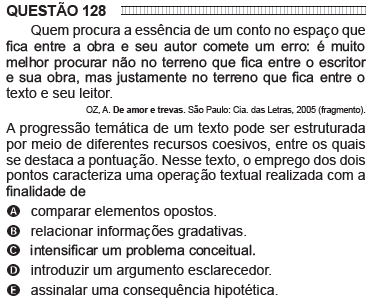 QUESTÃO 128
Quem procura a essência de um conto no espaço que
fica entre a obra e seu autor comete um erro: é muito
melhor procurar não no terreno que fica entre o escritor
e sua obra, mas justamente no terreno que fica entre o
texto e seu leitor.
OZ, A. De amor e trevas. São Paulo: Cia. das Letras, 2005 (fragmento).
A progressão temática de um texto pode ser estruturada
por meio de diferentes recursos coesivos, entre os quais
se destaca a pontuação. Nesse texto, o emprego dos dois
pontos caracteriza uma operação textual realizada com a
finalidade de
A comparar elementos opostos.
B relacionar informações gradativas.
C intensificar um problema conceitual.
D introduzir um argumento esclarecedor.
E assinalar uma consequência hipotética.